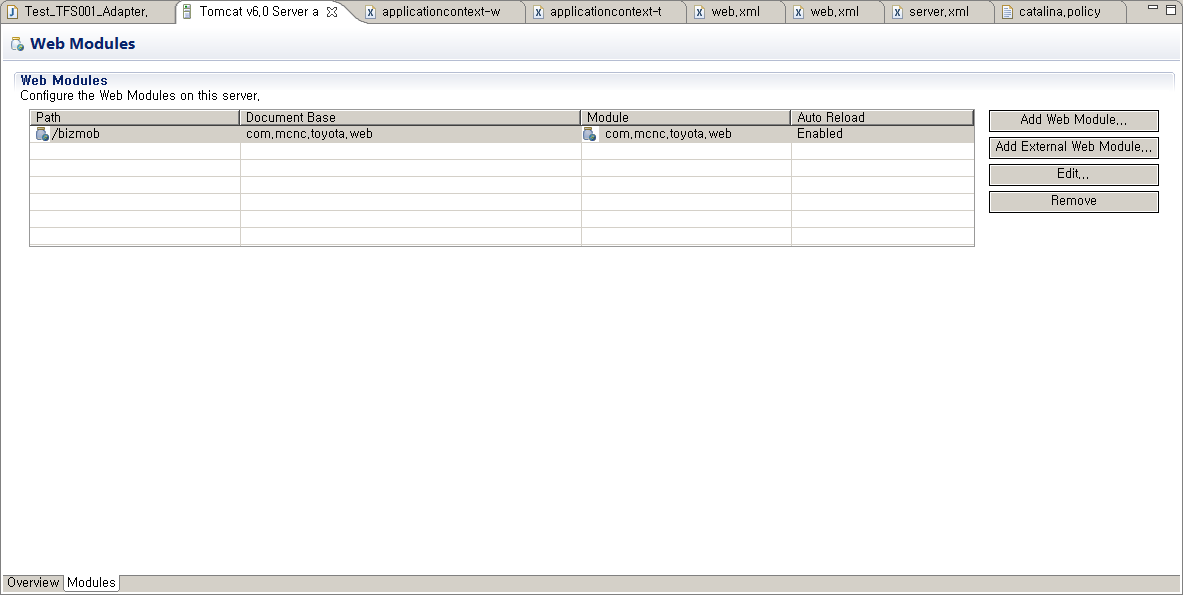 Test_TFS001_Adapter.
Tomcat v6.0 Server a
applicationcontext-w
applicationcontext-t
web.xml
web.xml
server.xml
catalina.policy
Web Modules
Web Modules
Configure the Web Modules on this server.
Path Document Base Module Auto Reload
/bizmob com.mcnc.toyota.web com.mcnc.toyota.web Enabled
Add Web Module...
Add External Web Module...
Edit...
Remove
Overview Modules